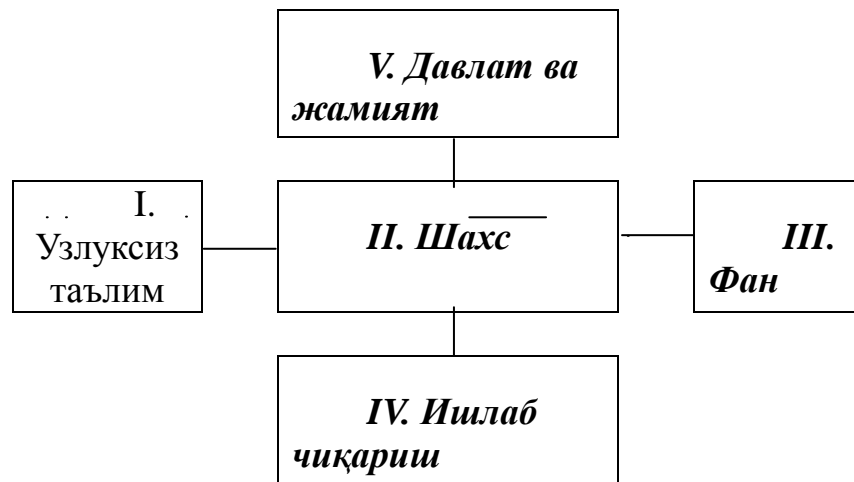 V. Давлат ва
жамият
I.
Узлуксиз
таълим
II. Шахс
III.
Фан
IV. Ишлаб
чиқариш